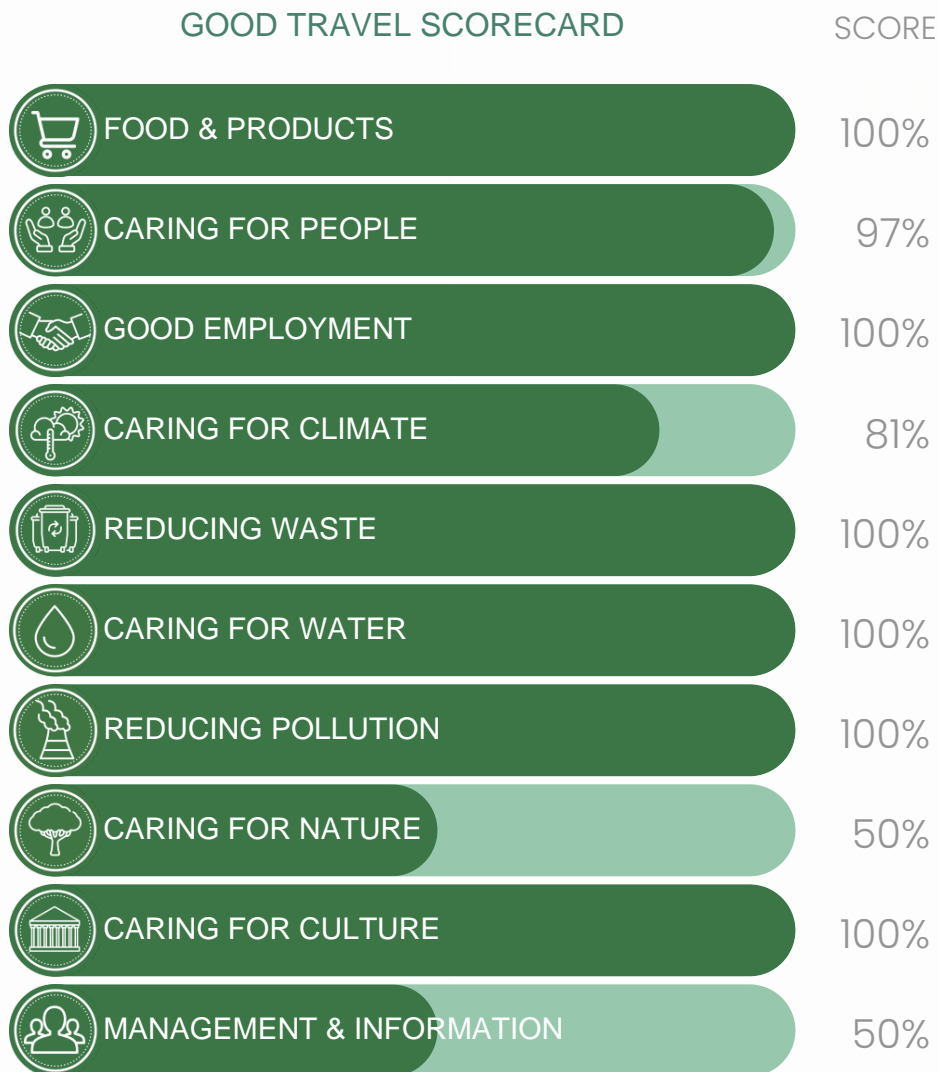 GOOD TRAVEL SCORECARD SCORE
FOOD & PRODUCTS 100%
CARING FOR PEOPLE 97%
GOOD EMPLOYMENT 100%
CARING FOR CLIMATE 81%
REDUCING WASTE 100%
CARING FOR WATER 100%
REDUCING POLLUTION 100%
CARING FOR NATURE 50%
CARING FOR CULTURE 100%
MANAGEMENT & INFORMATION 50%